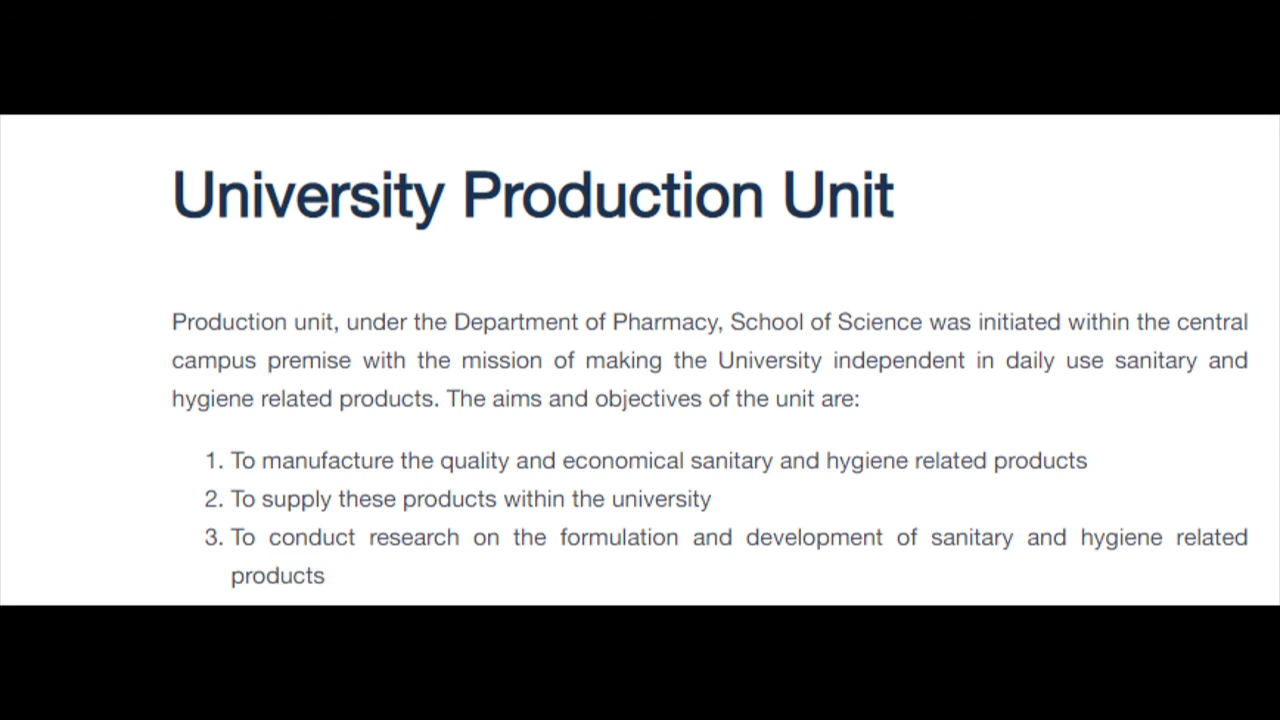 University Production Unit
Production unit, under the Department of Pharmacy, School of Science was initiated within the central
campus premise with the mission of making the University independent in daily use sanitary and
hygiene related products. The aims and objectives of the unit are:
1. To manufacture the quality and economical sanitary and hygiene related products
2. To supply these products within the university
3. To conduct research on the formulation and development of sanitary and hygiene related
products